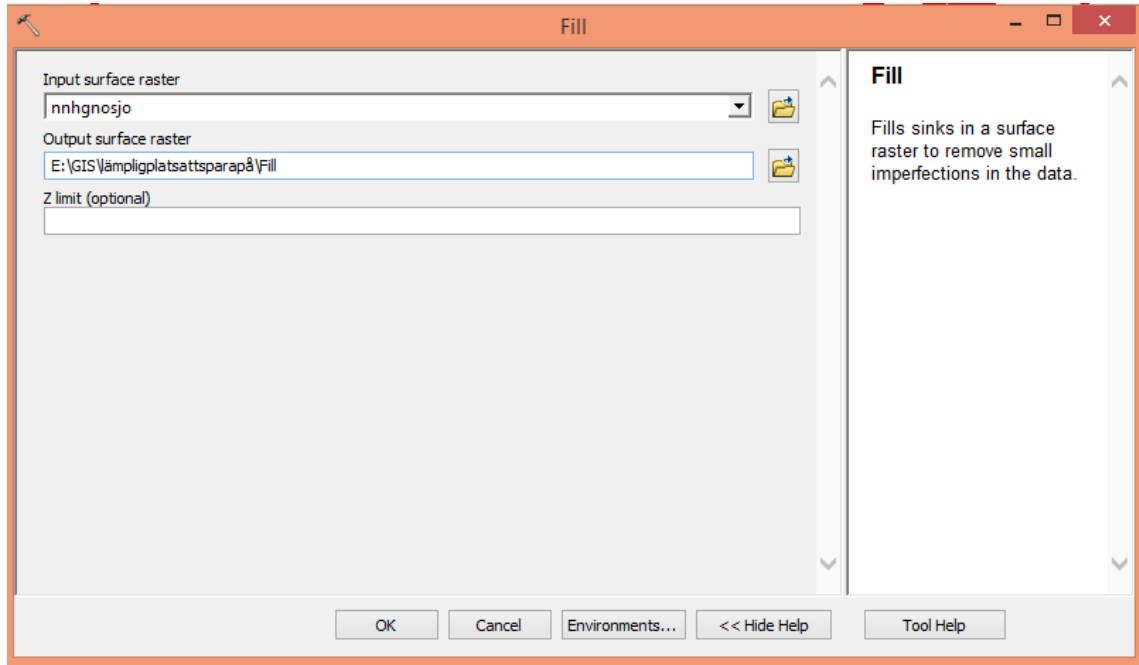 Fill
Input surface raster
nnhgnosjo
Output surface raster
E:\GIS\lämpligplatsattsparapå\Fill
Z limit (optional)
OK
Cancel
Environments...
<< Hide Help
Tool Help
Fill
Fills sinks in a surface
raster to remove small
imperfections in the data.